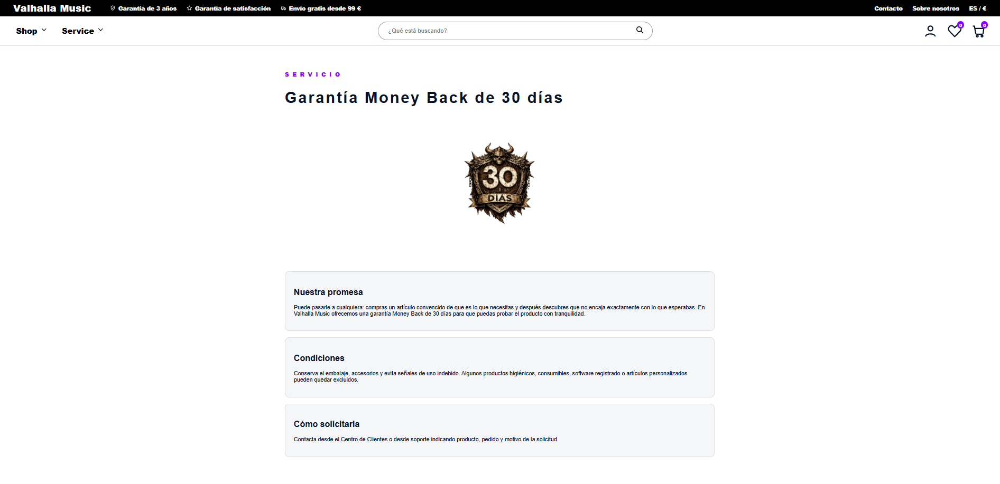 Valhalla Music
Garantía de 3 años
Garantía de satisfacción
Envío gratis desde 99 €
Contacto
Sobre nosotros
ES / €
Shop
Service
¿Qué está buscando?
0
0
SERVICIO
Garantía Money Back de 30 días
30
DÍAS
Nuestra promesa
Puede pasarle a cualquiera: compras un artículo convencido de que es lo que necesitas y después descubres que no encaja exactamente con lo que esperabas. En
Valhalla Music ofrecemos una garantía Money Back de 30 días para que puedas probar el producto con tranquilidad.
Condiciones
Conserva el embalaje, accesorios y evita señales de uso indebido. Algunos productos higiénicos, consumibles, software registrado o artículos personalizados
pueden quedar excluidos.
Cómo solicitarla
Contacta desde el Centro de Clientes o desde soporte indicando producto, pedido y motivo de la solicitud.